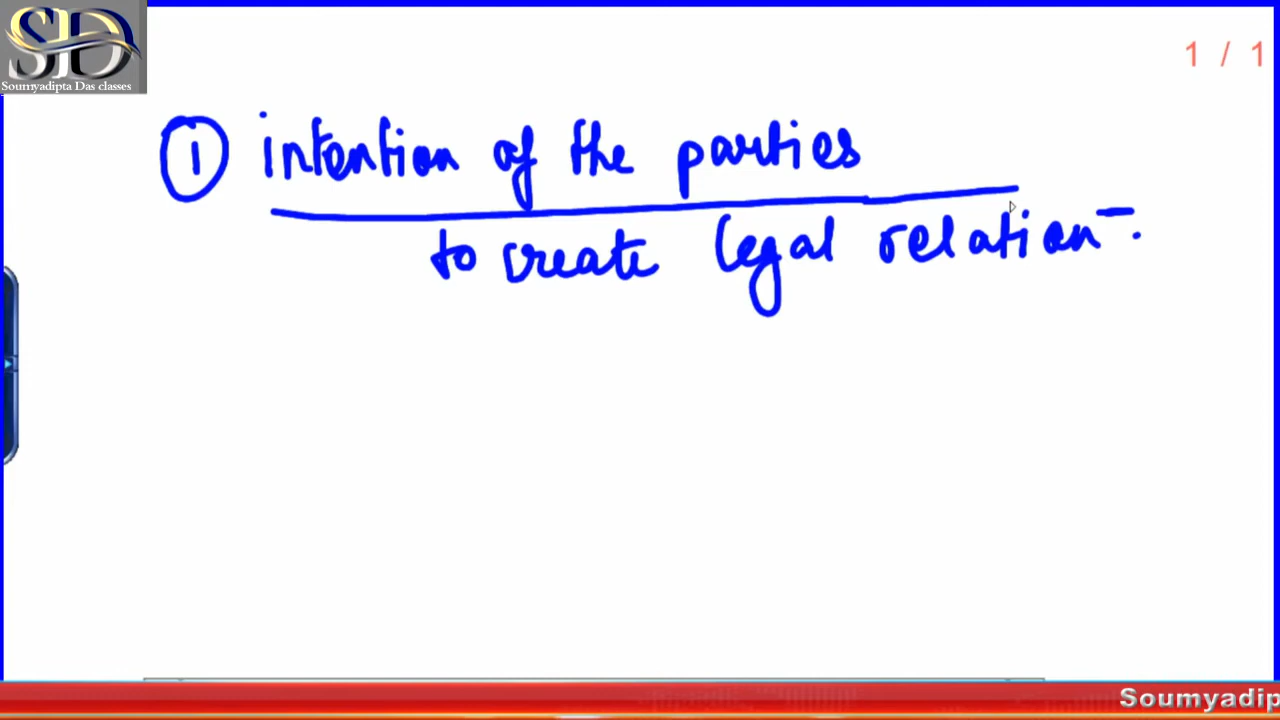 SD
Soumyadipta Das classes
1 / 1
① intention of the parties
to create legal relation-.
Soumyadip